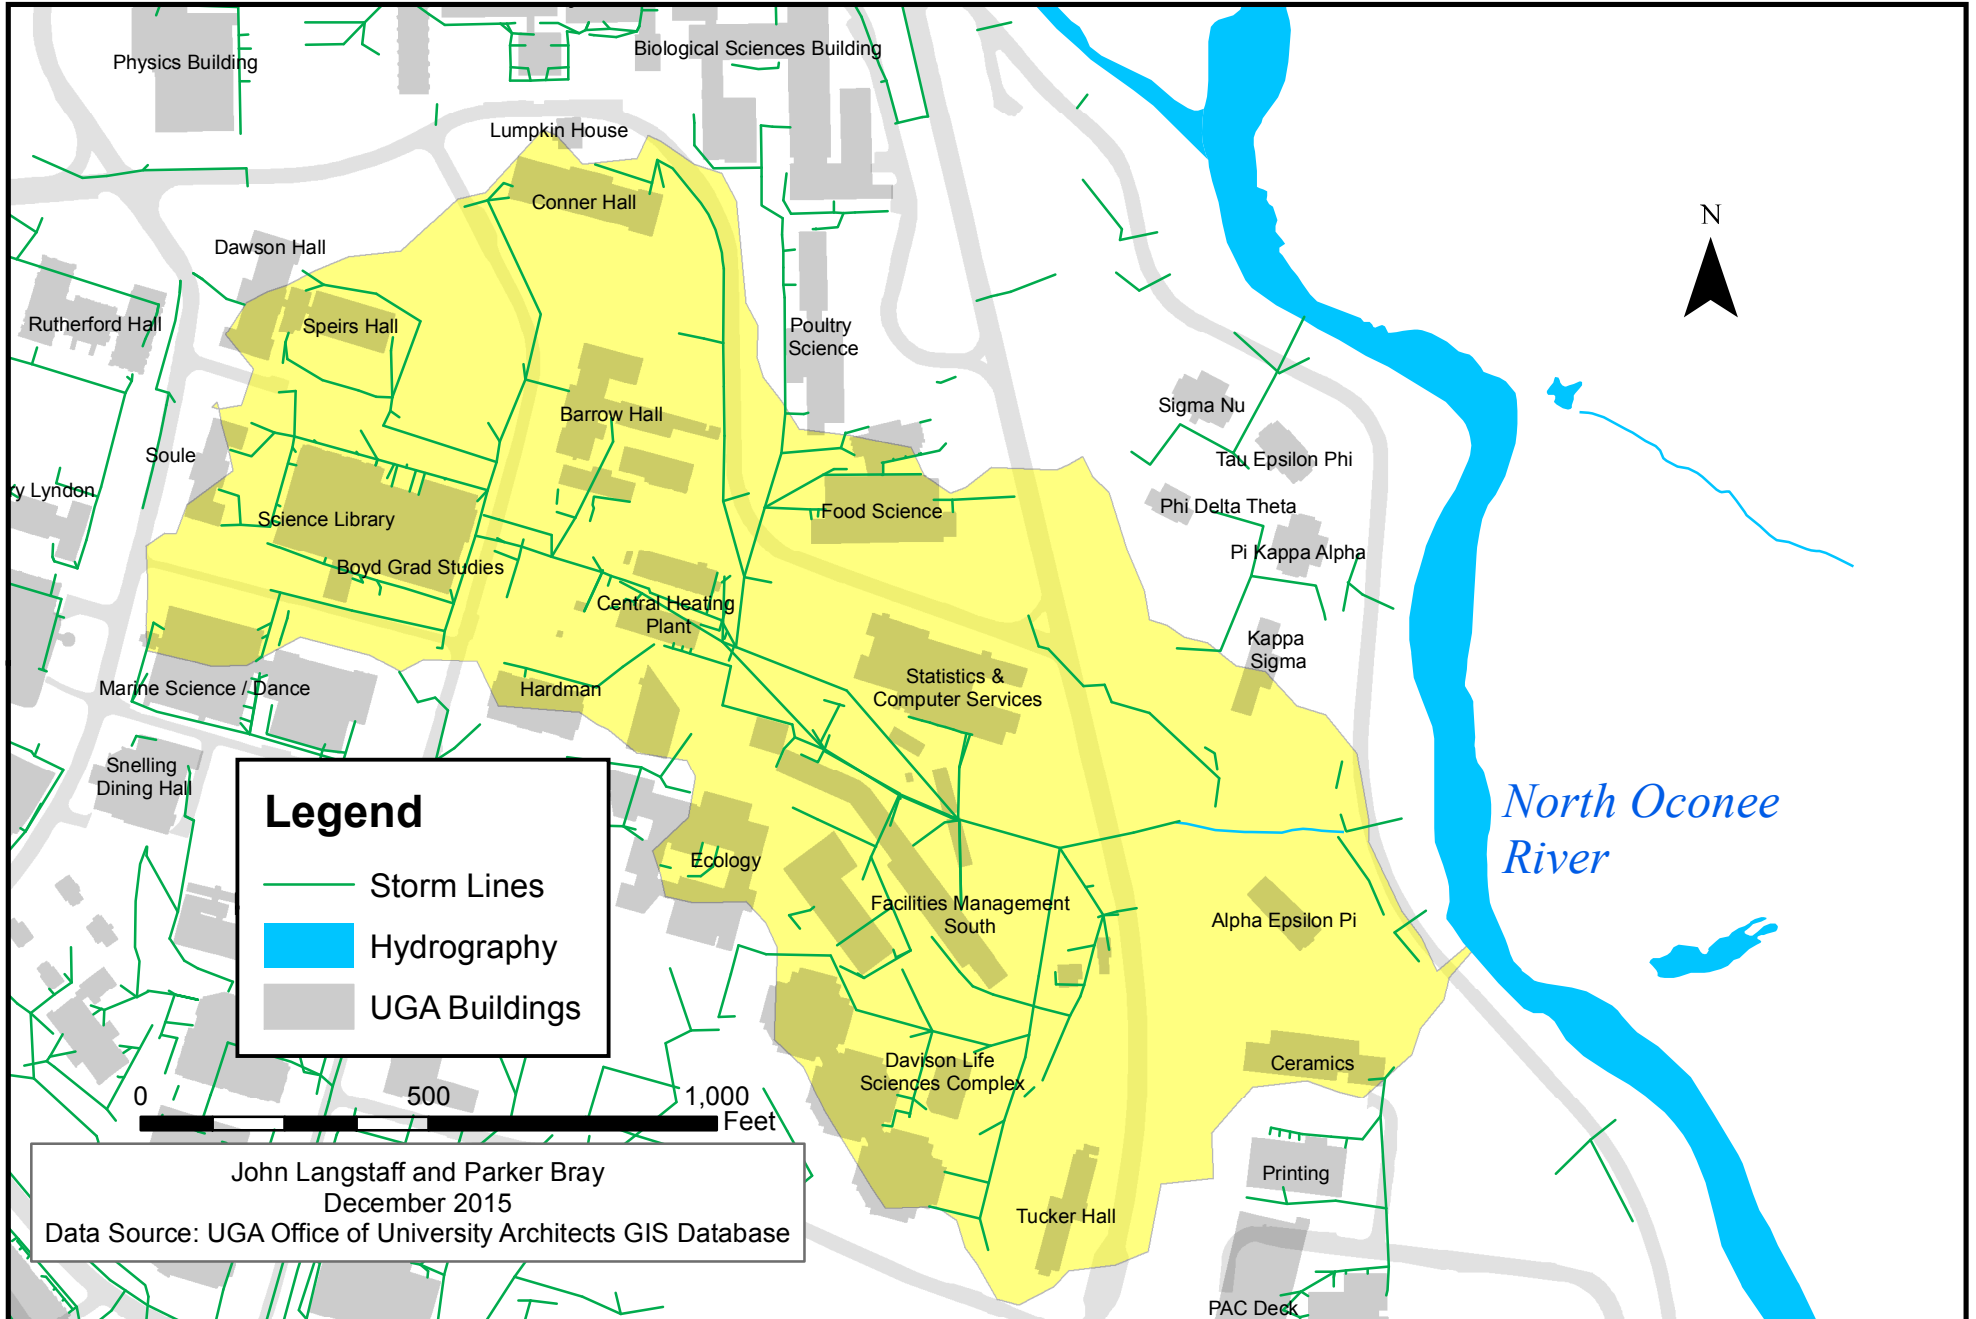 Physics Building
Biological Sciences Building
Lumpkin House
Conner Hall
N
Dawson Hall
Rutherford Hall
Speirs Hall
Poultry
Science
Sigma Nu
Barrow Hall
Soule
Tau Epsilon Phi
ry Lyndon
Phi Delta Theta
Science Library
Food Science
Pi Kappa Alpha
Boyd Grad Studies
Central Heating
Plant
Kappa
Sigma
Marine Science / Dance
Hardman
Statistics &
Computer Services
Snelling
Dining Hall
North Oconee
River
Legend
Storm Lines
Hydrography
UGA Buildings
Ecology
Facilities Management
South
Alpha Epsilon Pi
Davison Life
Sciences Complex
Ceramics
0 500 1,000
Feet
Printing
Tucker Hall
PAC Deck
John Langstaff and Parker Bray
December 2015
Data Source: UGA Office of University Architects GIS Database